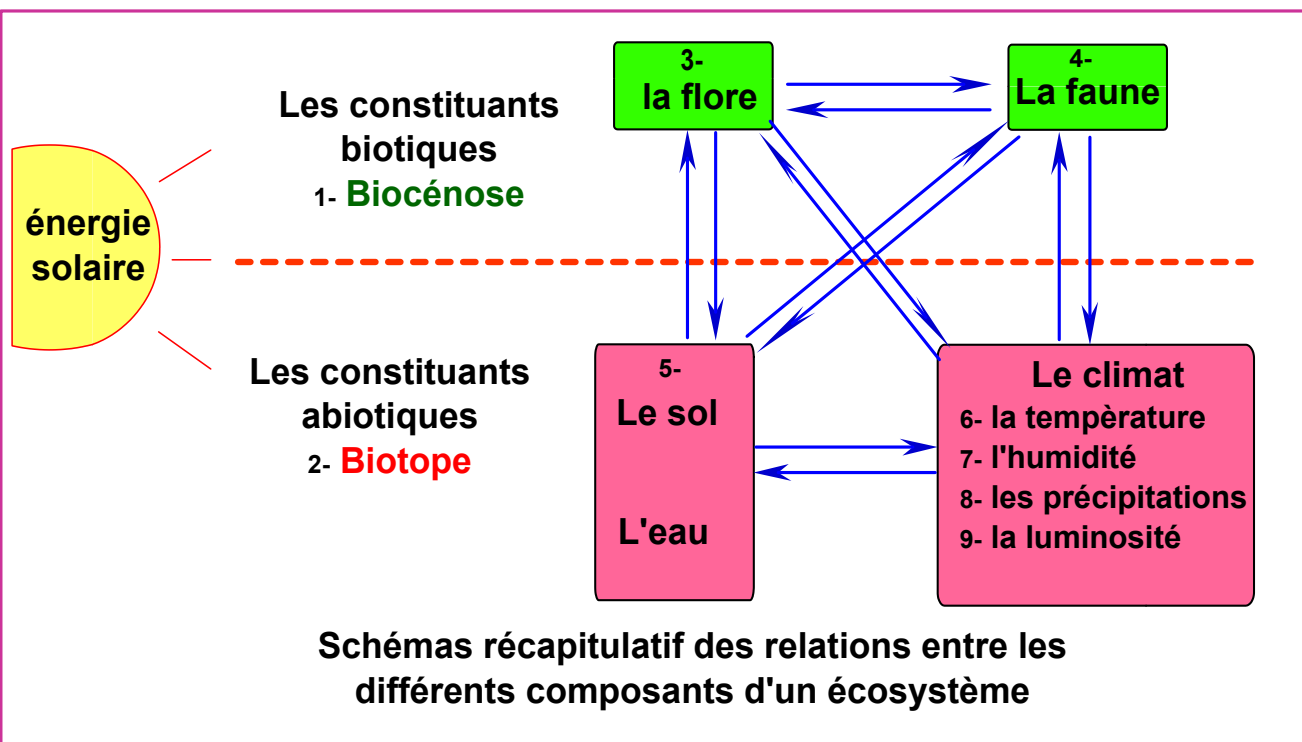 énergie
solaire
Les constituants
biotiques
1- Biocénose
3-
la flore
4-
La faune
Les constituants
abiotiques
2- Biotope
5-
Le sol
L'eau
Le climat
6- la tempèrature
7- l'humidité
8- les précipitations
9- la luminosité
Schémas récapitulatif des relations entre les
différents composants d'un écosystème